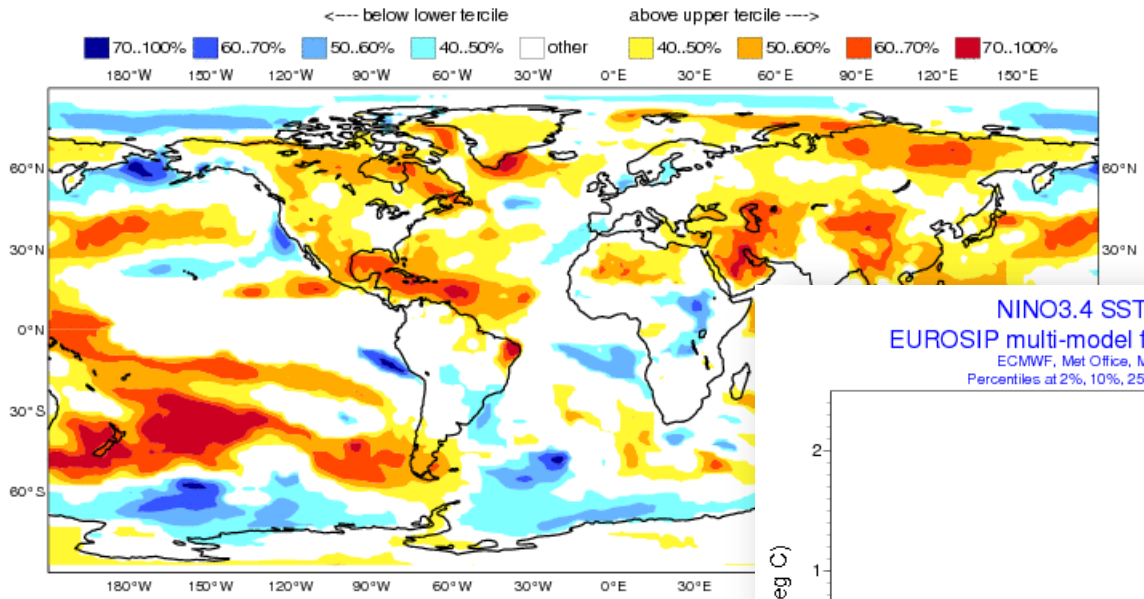 <---- below lower tercile above upper tercile ---->
70..100% 60..70% 50..60% 40..50% other 40..50% 50..60% 60..70% 70..100%
180°W 150°W 120°W 90°W 60°W 30°W 0°E 30°E 60°E 90°E 120°E 150°E
60°N 60°N
30°N 30°N
0°N
30°S
60°S
180°W 150°W 120°W 90°W 60°W 30°W 0°E 30°E
NINO3.4 SST
EUROSIP multi-model f
ECMWF, Met Office, M
Percentiles at 2%, 10%, 25
2
1
eg C)